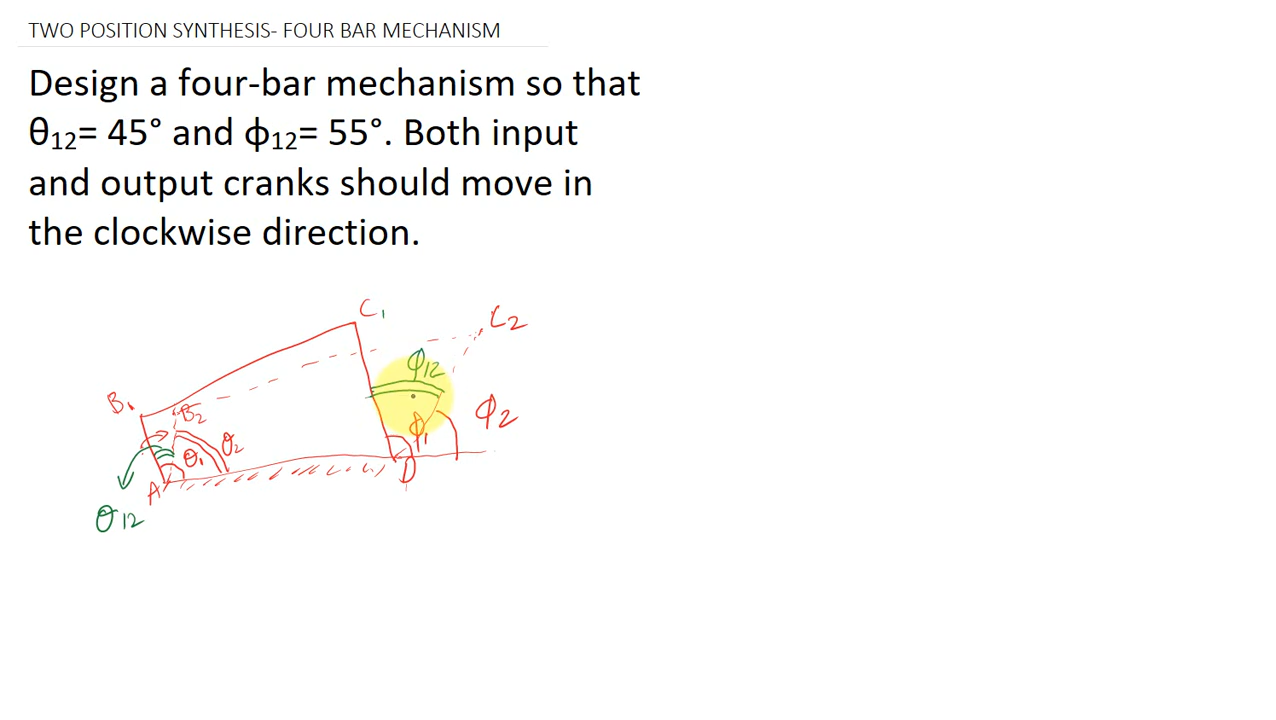 TWO POSITION SYNTHESIS- FOUR BAR MECHANISM
Design a four-bar mechanism so that
θ₁₂= 45° and ϕ₁₂= 55°. Both input
and output cranks should move in
the clockwise direction.
C₁
C₂
ϕ₁₂
B₁
B₂
ϕ₂
θ₂
ϕ₁
θ₁
D
A
θ₁₂